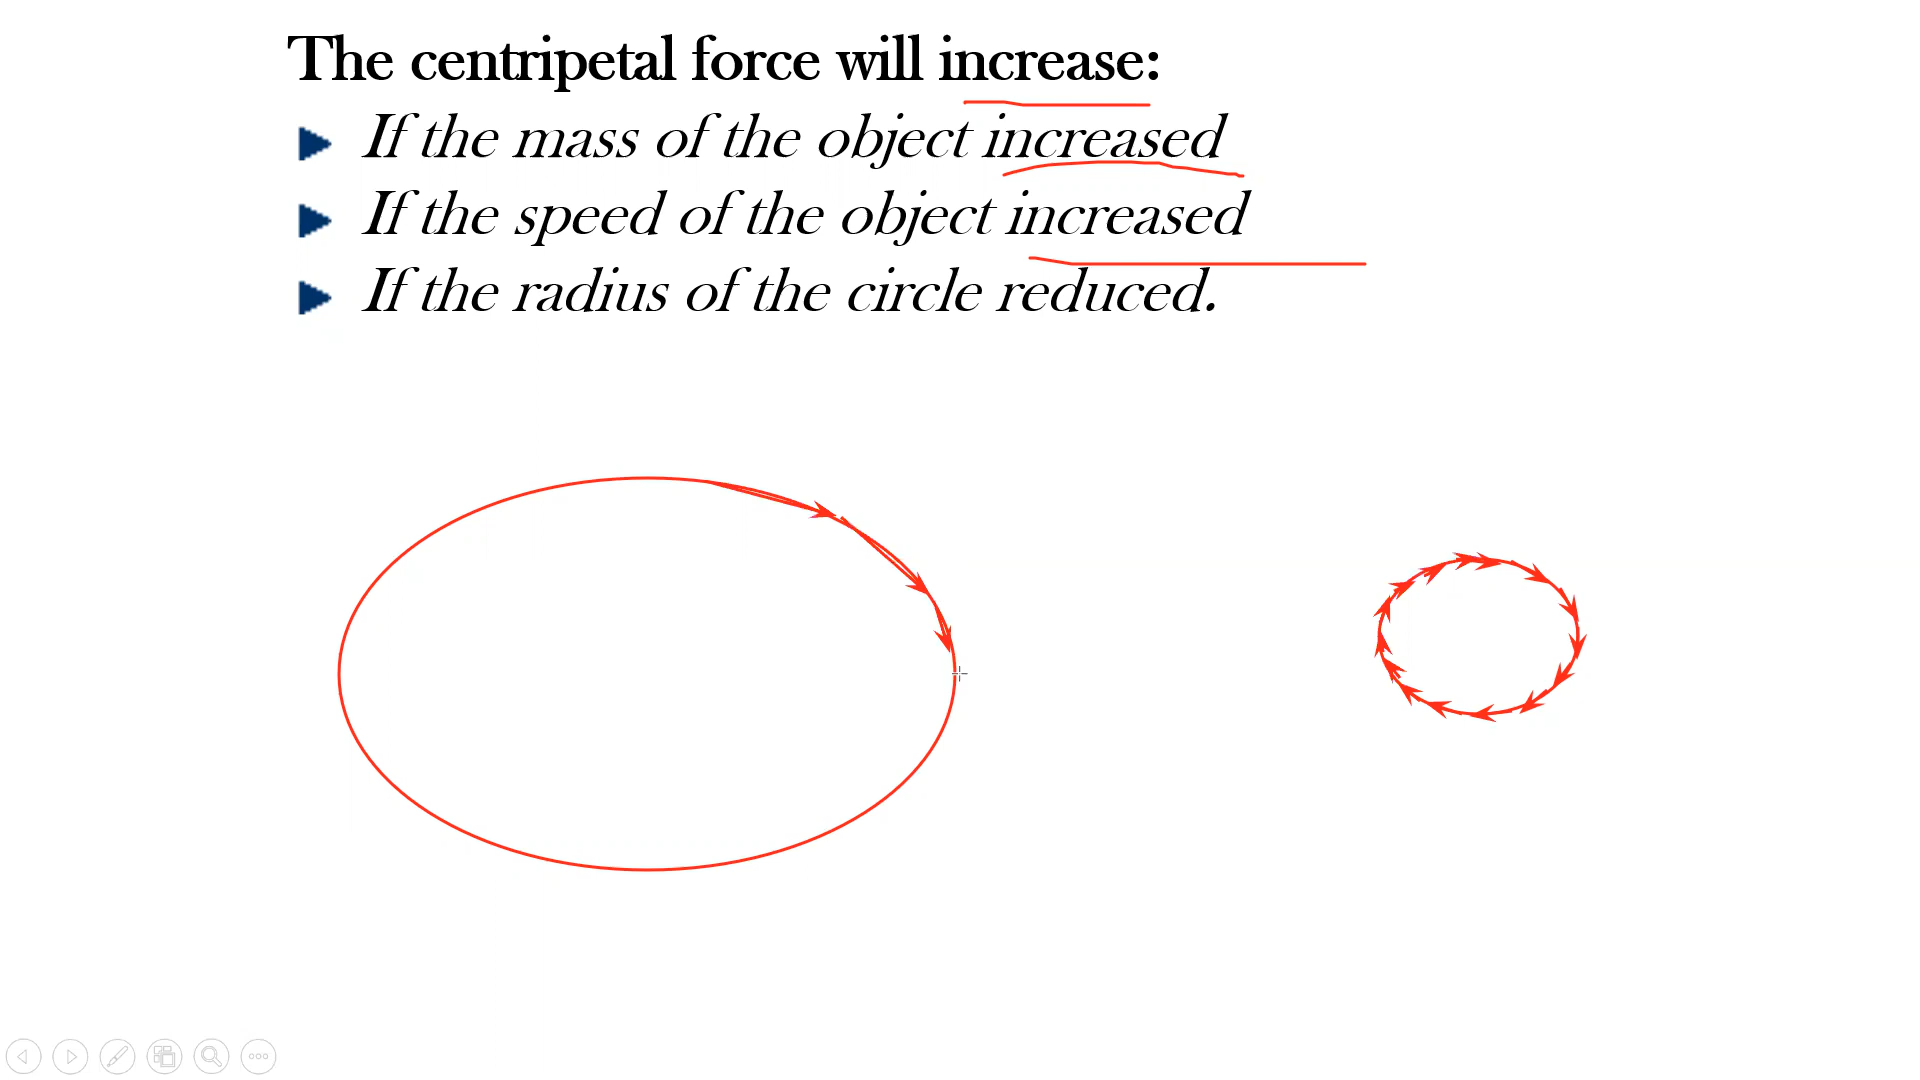 The centripetal force will increase:
If the mass of the object increased
If the speed of the object increased
If the radius of the circle reduced.